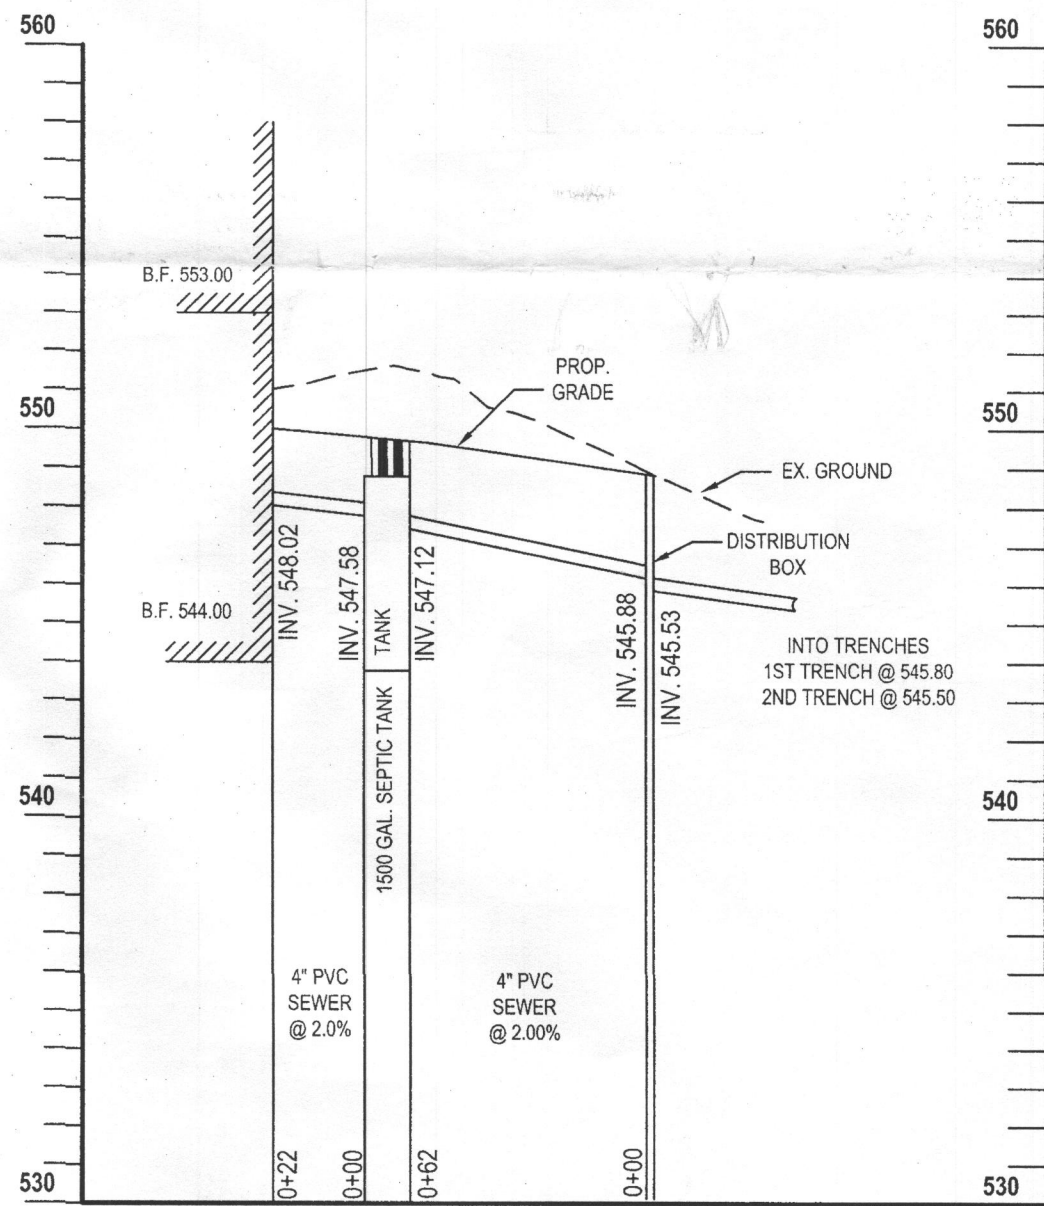 560
560
B.F. 553.00
PROP.
GRADE
550
550
EX. GROUND
DISTRIBUTION
BOX
B.F. 544.00
INV. 548.02
INV. 547.58
TANK
INV. 547.12
INV. 545.88
INV. 545.53
INTO TRENCHES
1ST TRENCH @ 545.80
2ND TRENCH @ 545.50
1500 GAL. SEPTIC TANK
540
540
4" PVC
SEWER
@ 2.0%
4" PVC
SEWER
@ 2.00%
0+22
0+00
0+62
0+00
530
530